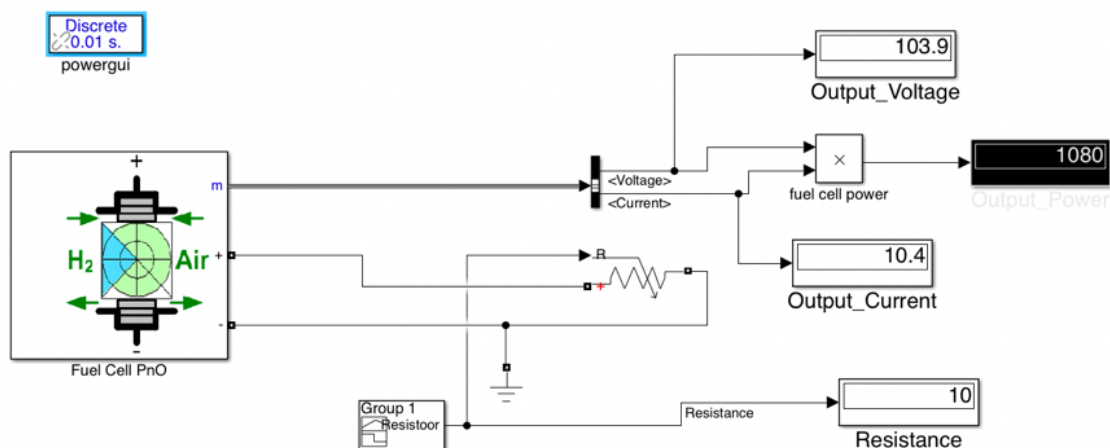 Discrete
0.01 s.
powergui
103.9
Output_Voltage
+
m
<Voltage>
<Current>
×
fuel cell power
1080
Output_Power
H2
Air
+
R
+
10.4
Output_Current
-
-
Fuel Cell PnO
Group 1
Resistoor
Resistance
10
Resistance